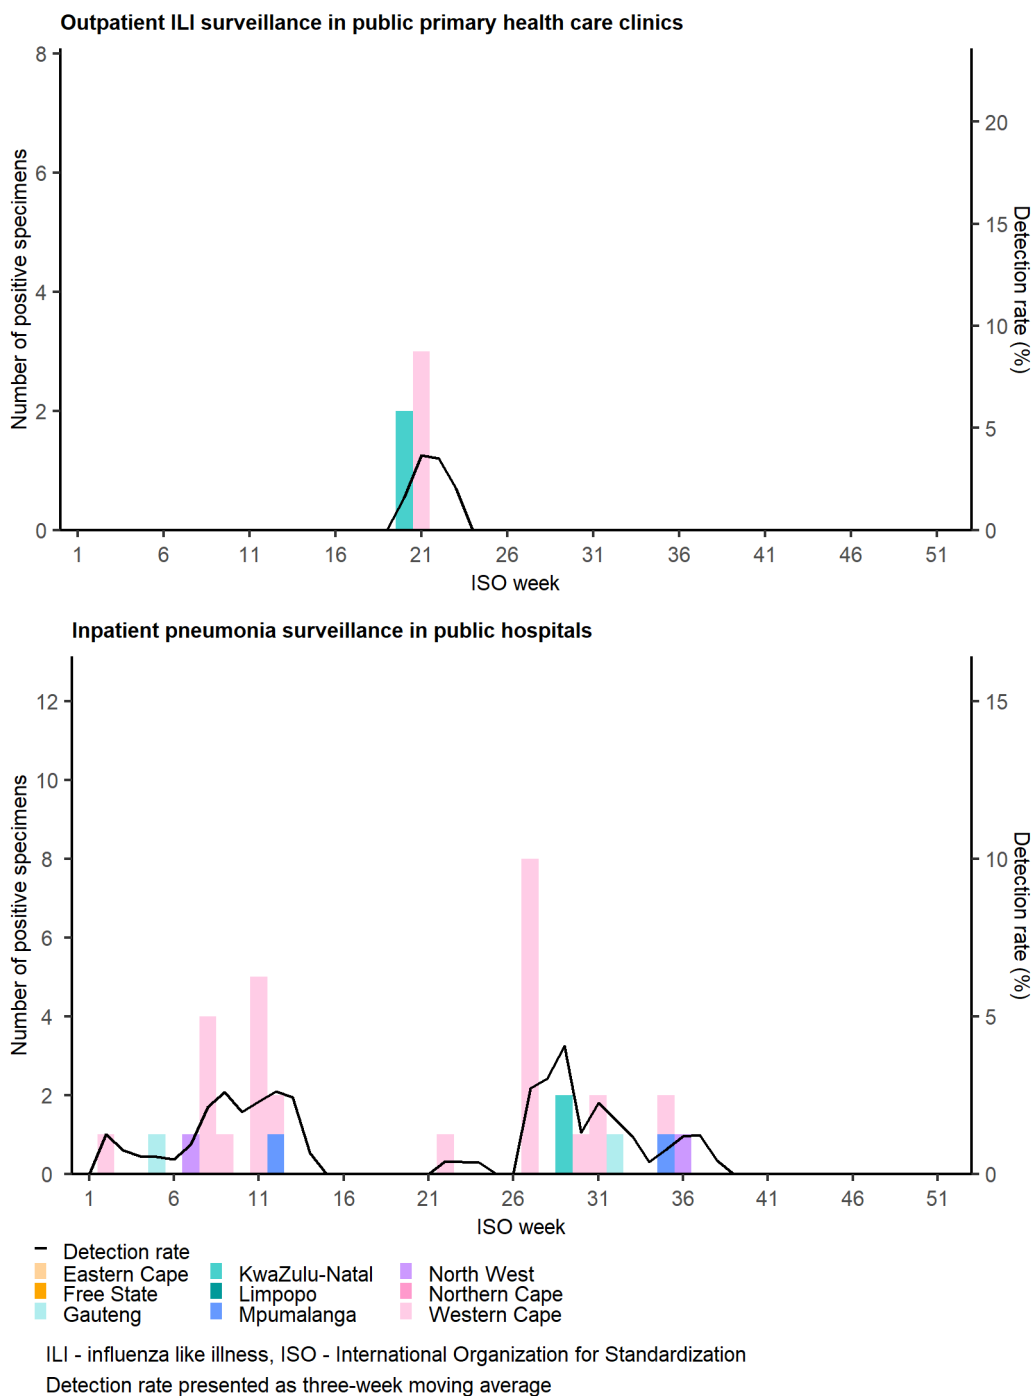 Outpatient ILI surveillance in public primary health care clinics
8
6
4
2
0
20
15
10
5
0
Number of positive specimens
Detection rate (%)
1 6 11 16 21 26 31 36 41 46 51
ISO week
Inpatient pneumonia surveillance in public hospitals
12
10
8
6
4
2
0
15
10
5
0
Number of positive specimens
Detection rate (%)
1 6 11 16 21 26 31 36 41 46 51
ISO week
Detection rate
Eastern Cape KwaZulu-Natal North West
Free State Limpopo Northern Cape
Gauteng Mpumalanga Western Cape
ILI - influenza like illness, ISO - International Organization for Standardization
Detection rate presented as three-week moving average